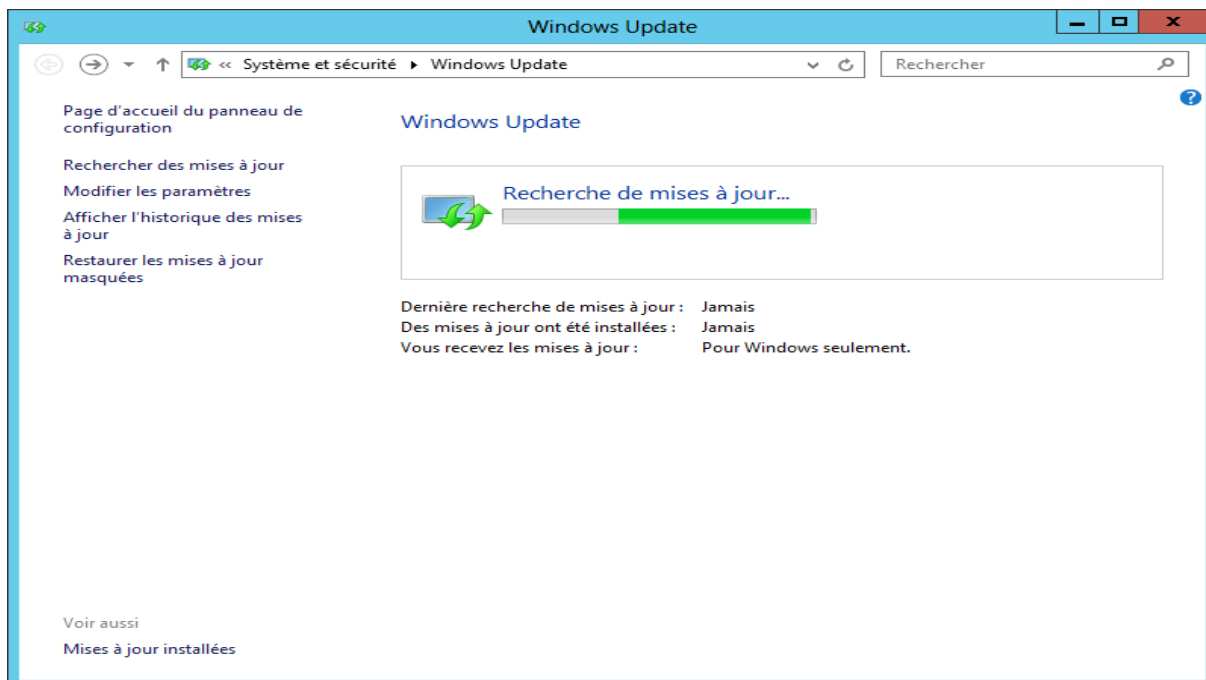 Windows Update
« Système et sécurité ▸ Windows Update
Rechercher
Page d'accueil du panneau de
configuration
Rechercher des mises à jour
Modifier les paramètres
Afficher l'historique des mises
à jour
Restaurer les mises à jour
masquées
Windows Update
Recherche de mises à jour...
Dernière recherche de mises à jour : Jamais
Des mises à jour ont été installées : Jamais
Vous recevez les mises à jour : Pour Windows seulement.
Voir aussi
Mises à jour installées